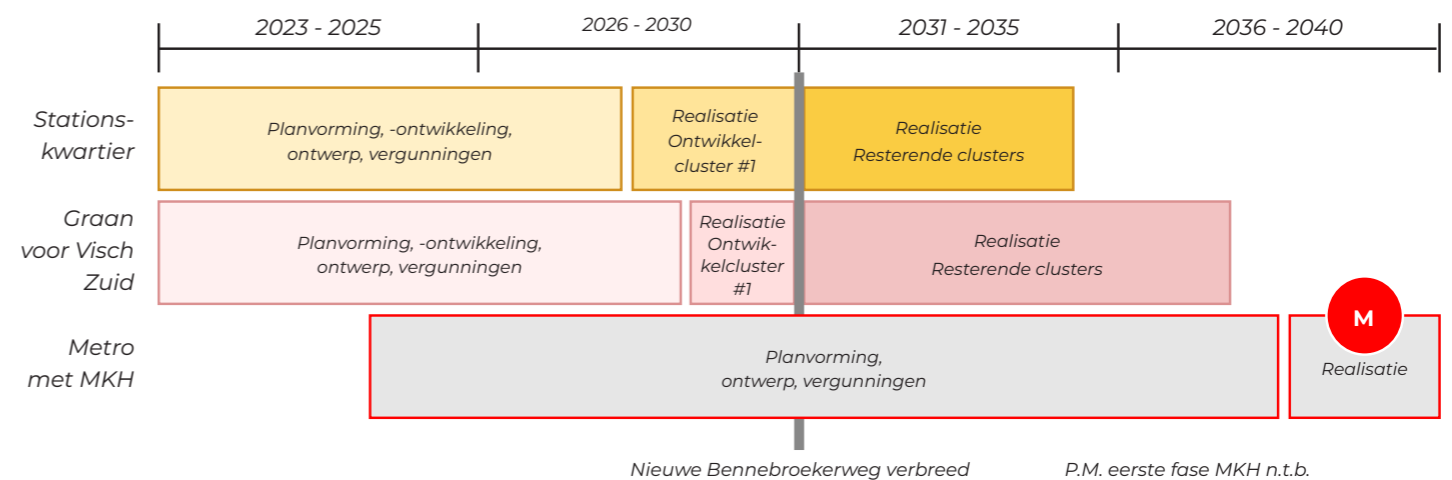 2023 - 2025
2026 - 2030
2031 - 2035
2036 - 2040
Stations-
kwartier
Planvorming, -ontwikkeling,
ontwerp, vergunningen
Realisatie
Ontwikkel-
cluster #1
Realisatie
Resterende clusters
Graan
voor Visch
Zuid
Planvorming, -ontwikkeling,
ontwerp, vergunningen
Realisatie
Ontwik-
kelcluster
#1
Realisatie
Resterende clusters
Metro
met MKH
Planvorming,
ontwerp, vergunningen
M
Realisatie
Nieuwe Bennebroekerweg verbreed
P.M. eerste fase MKH n.t.b.